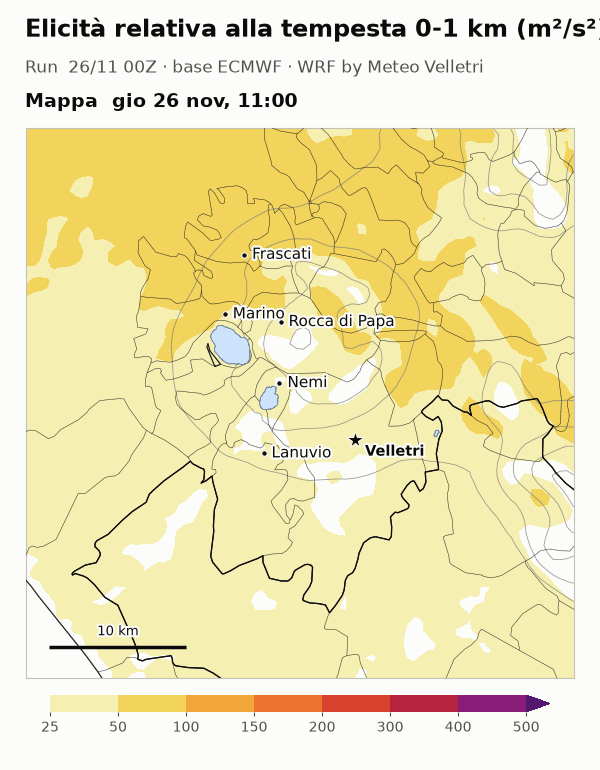 Elicità relativa alla tempesta 0-1 km (m²/s²)
Run 26/11 00Z · base ECMWF · WRF by Meteo Velletri
Mappa gio 26 nov, 11:00
Frascati
Marino
Rocca di Papa
Nemi
Velletri
Lanuvio
10 km
25 50 100 150 200 300 400 500